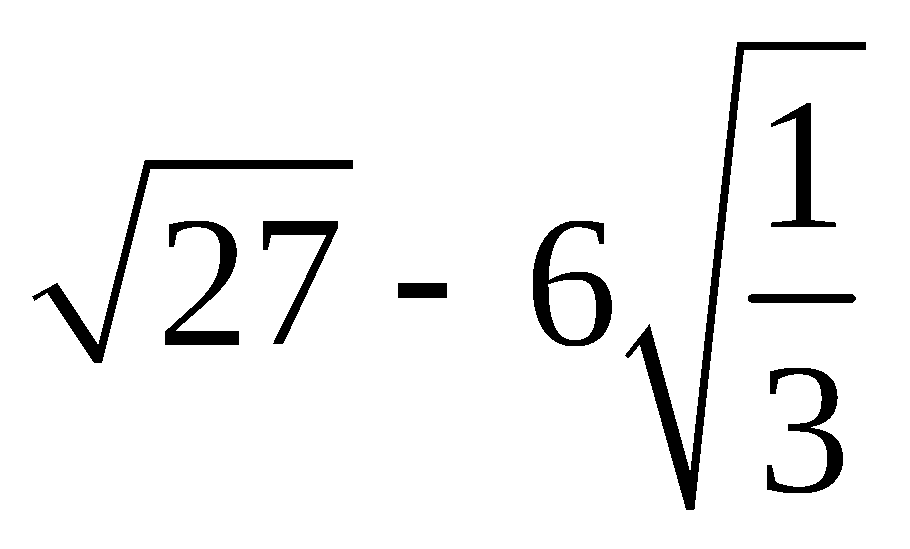 √27 - 6√(1/3)